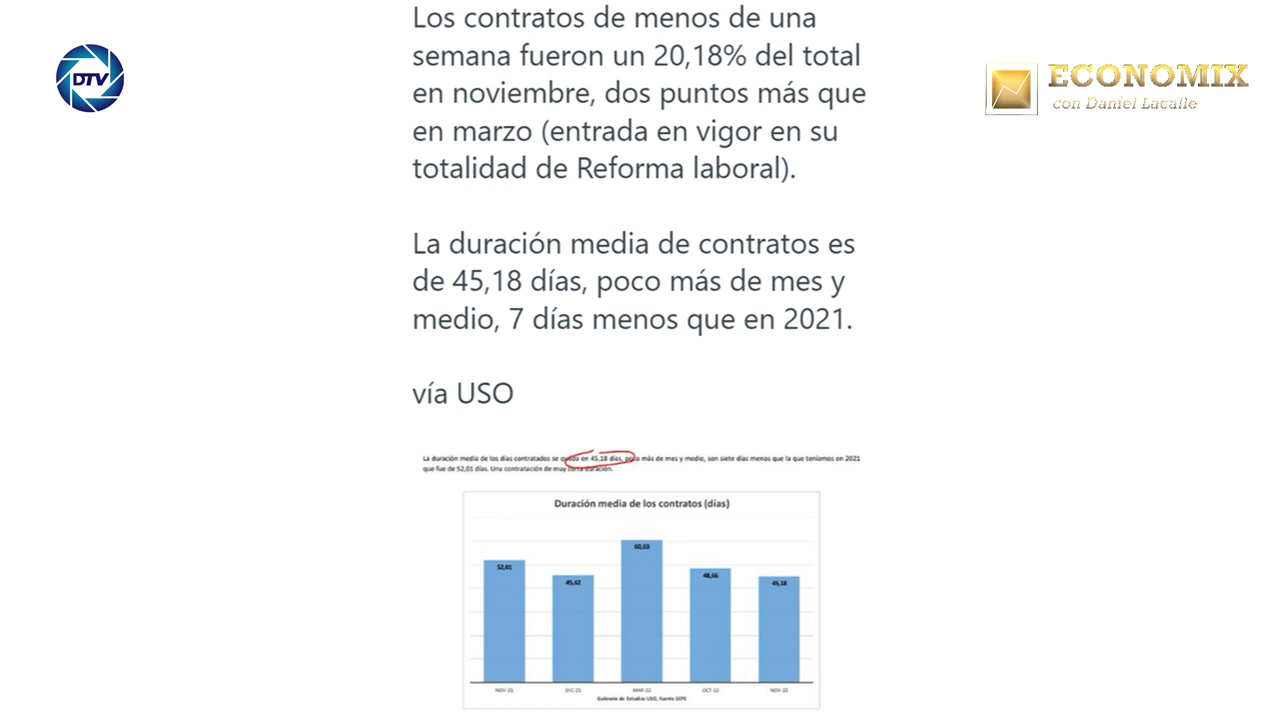 Los contratos de menos de una
semana fueron un 20,18% del total
en noviembre, dos puntos más que
en marzo (entrada en vigor en su
totalidad de Reforma laboral).
La duración media de contratos es
de 45,18 días, poco más de mes y
medio, 7 días menos que en 2021.
vía USO
DTV
ECONOMIX
con Daniel Lacalle
La duración media de los días contratados se queda en 45,18 días, poco más de mes y medio, son siete días menos que la que teníamos en 2021
que fue de 52,01 días. Una contratación de muy corta duración.
Duración media de los contratos (días)
52,01
45,62
60,63
48,66
45,18
NOV-21
DIC-21
MAR-22
OCT-22
NOV-22
Gabinete de Estudios USO, fuente SEPE